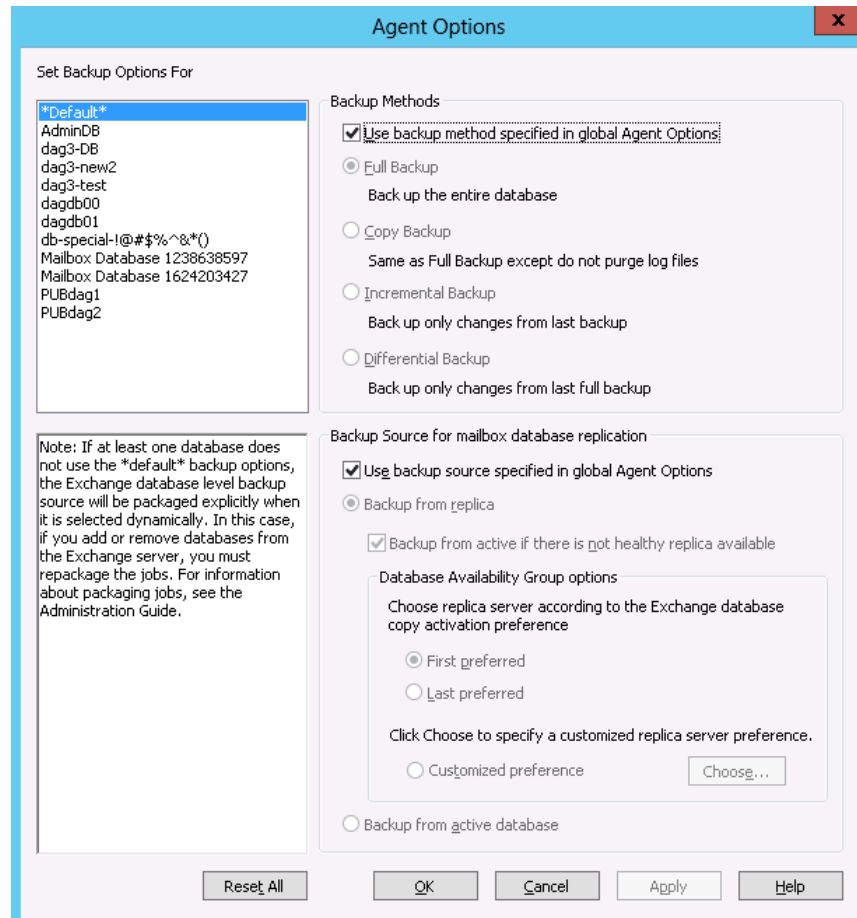 Agent Options
x
Set Backup Options For
*Default*
AdminDB
dag3-DB
dag3-new2
dag3-test
dagdb00
dagdb01
db-special-!@#$%^&*()
Mailbox Database 1238638597
Mailbox Database 1624203427
PUBdag1
PUBdag2
Backup Methods
Use backup method specified in global Agent Options
Full Backup
Back up the entire database
Copy Backup
Same as Full Backup except do not purge log files
Incremental Backup
Back up only changes from last backup
Differential Backup
Back up only changes from last full backup
Note: If at least one database does
not use the *default* backup options,
the Exchange database level backup
source will be packaged explicitly when
it is selected dynamically. In this case,
if you add or remove databases from
the Exchange server, you must
repackage the jobs. For information
about packaging jobs, see the
Administration Guide.
Backup Source for mailbox database replication
Use backup source specified in global Agent Options
Backup from replica
Backup from active if there is not healthy replica available
Database Availability Group options
Choose replica server according to the Exchange database
copy activation preference
First preferred
Last preferred
Click Choose to specify a customized replica server preference.
Customized preference
Choose...
Backup from active database
Reset All
OK
Cancel
Apply
Help